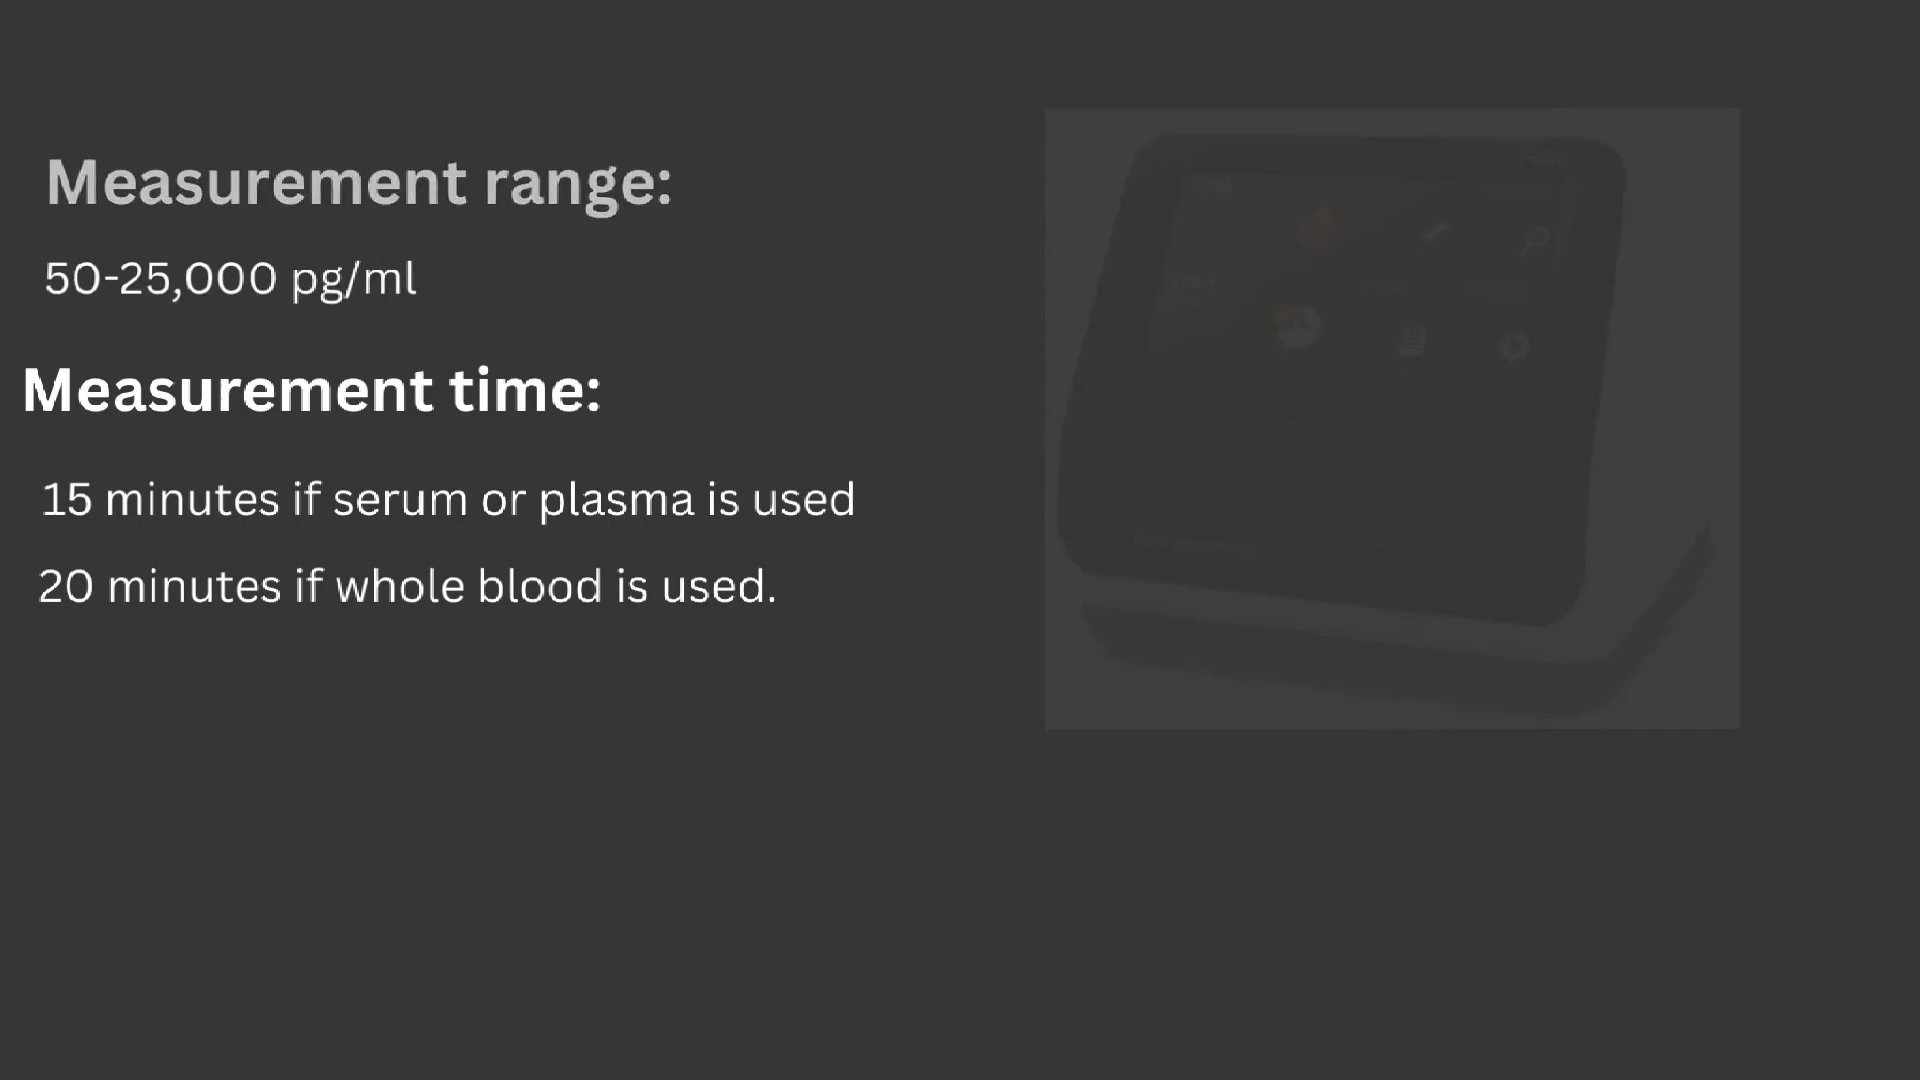 Measurement range:
50-25,000 pg/ml
Measurement time:
15 minutes if serum or plasma is used
20 minutes if whole blood is used.